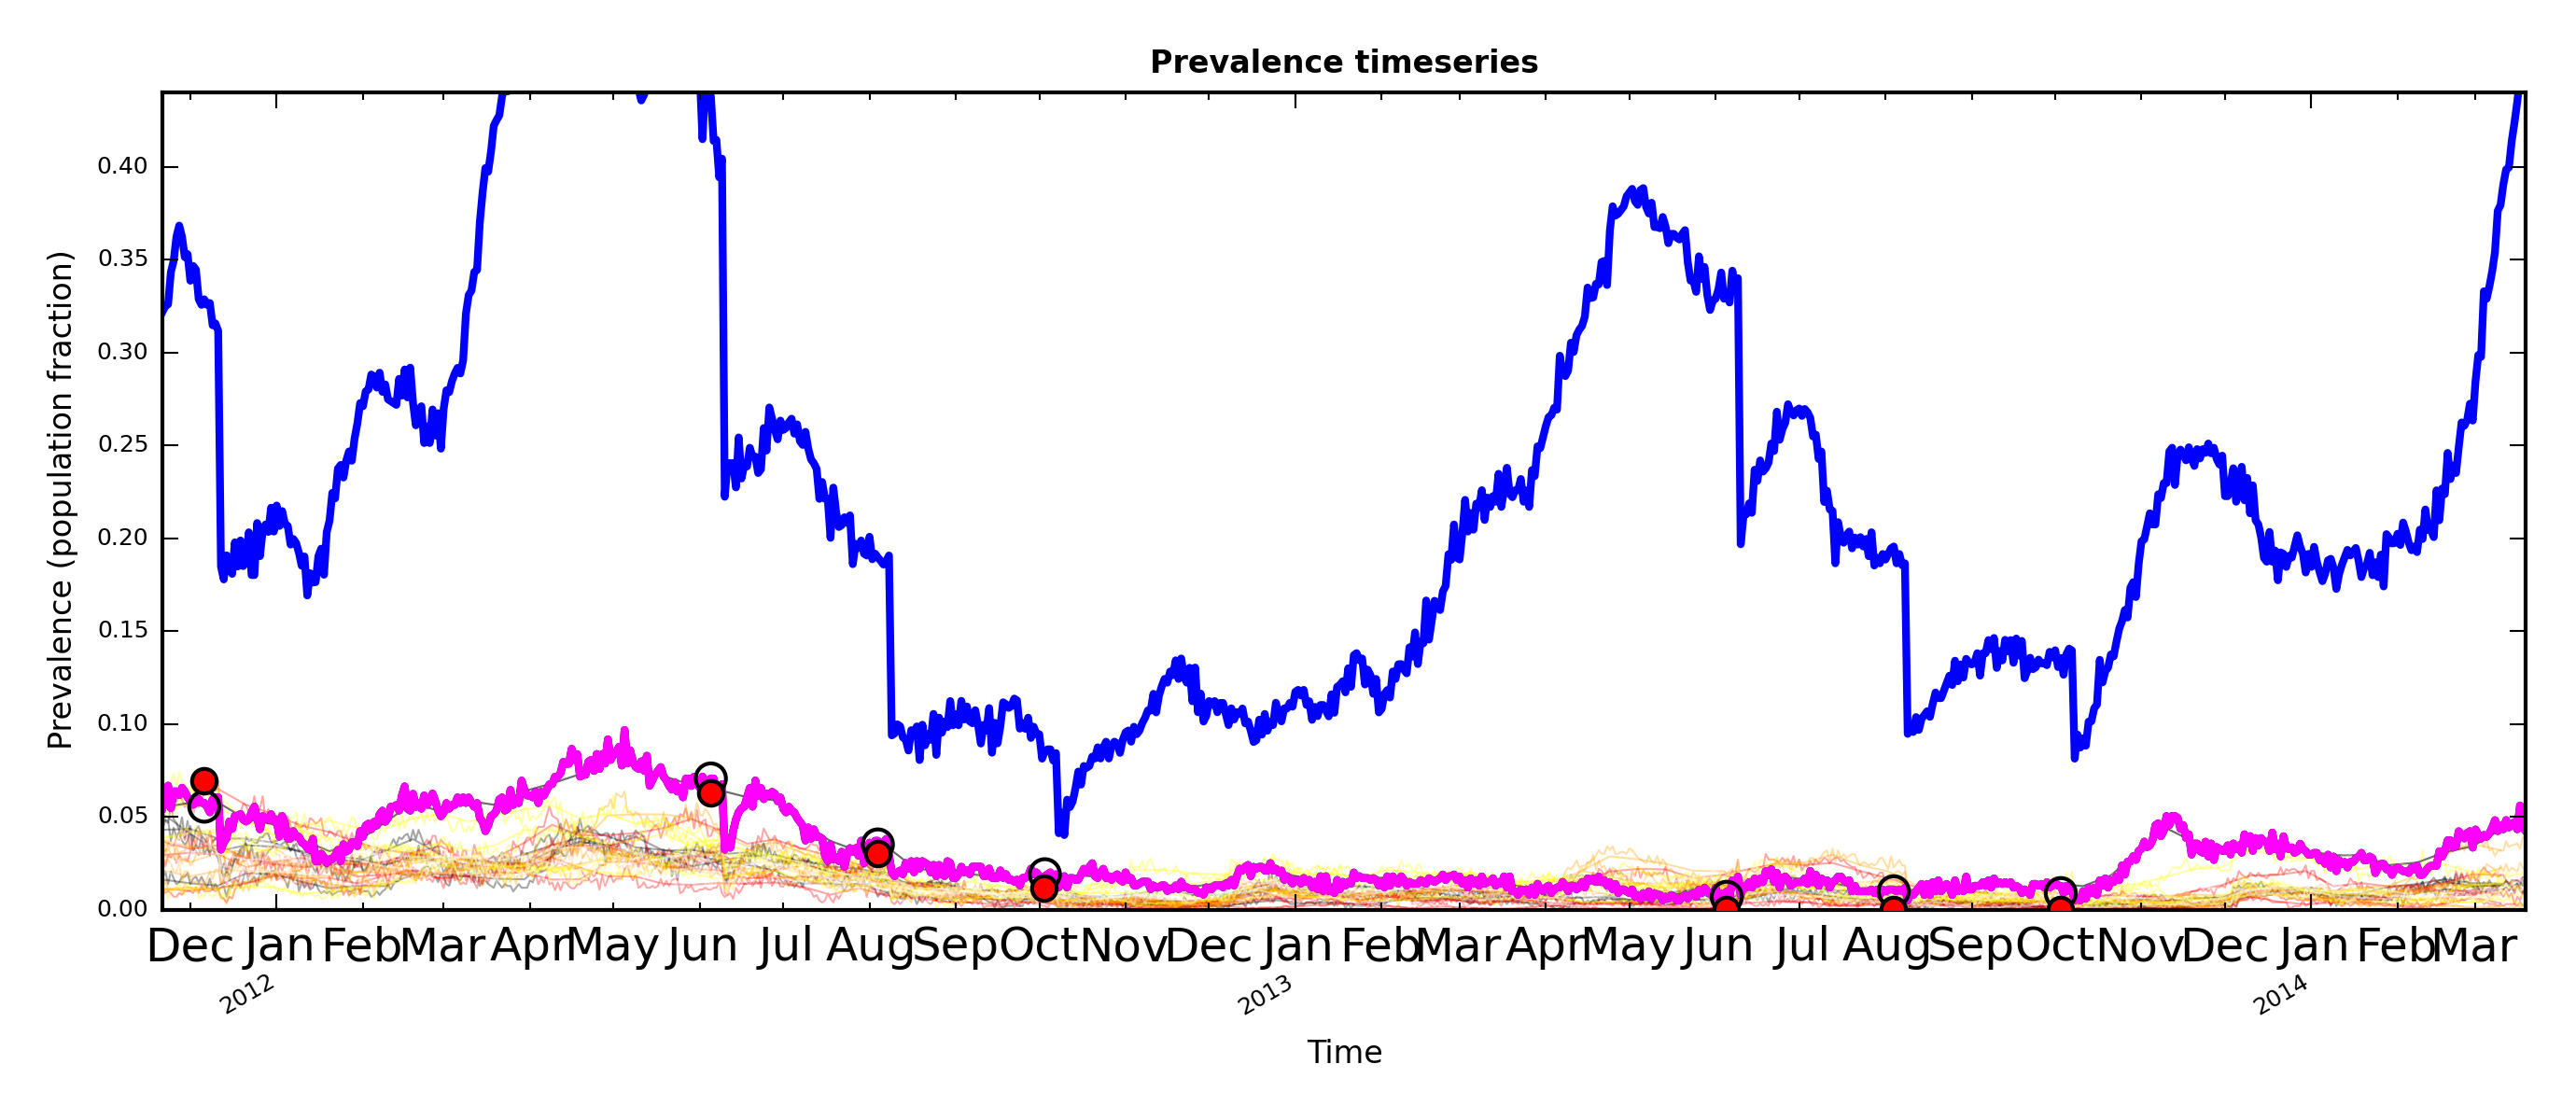 Prevalence timeseries
0.40
0.35
0.30
0.25
0.20
0.15
0.10
0.05
0.00
Prevalence (population fraction)
Dec Jan Feb Mar Apr May Jun Jul Aug Sep Oct Nov Dec Jan Feb Mar Apr May Jun Jul Aug Sep Oct Nov Dec Jan Feb Mar
2012 2013 2014
Time